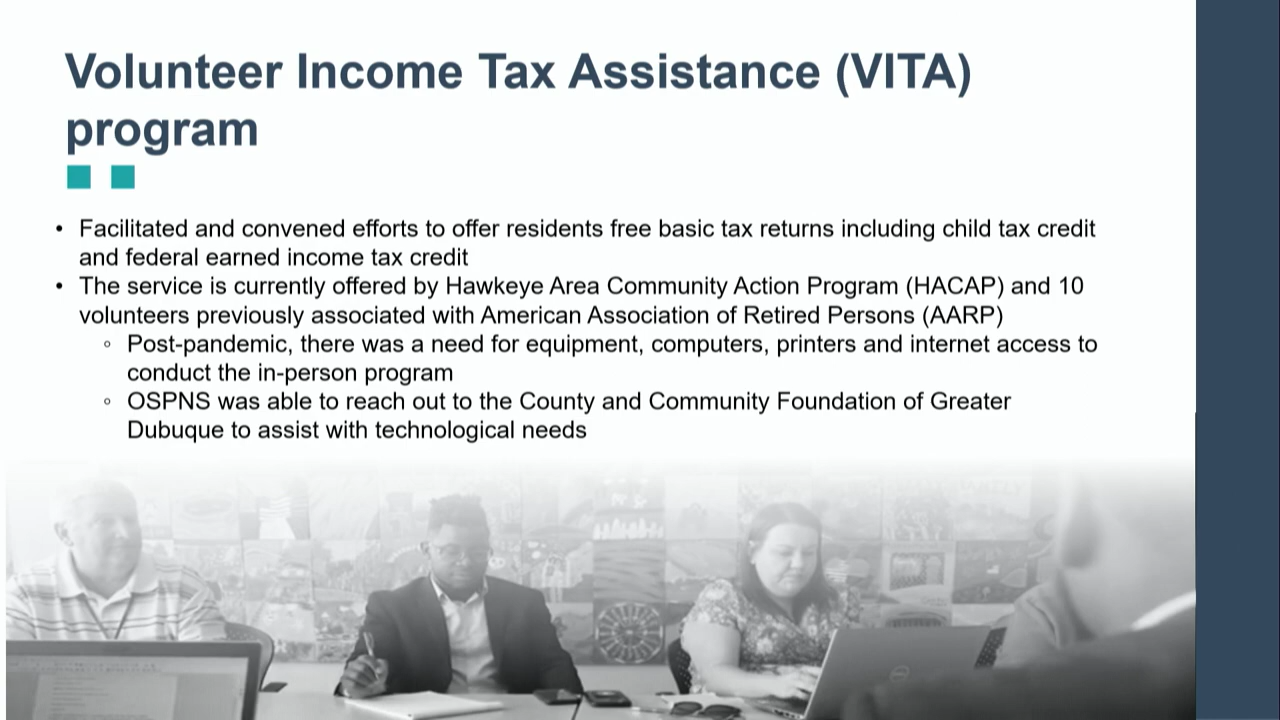 Volunteer Income Tax Assistance (VITA)
program
• Facilitated and convened efforts to offer residents free basic tax returns including child tax credit
and federal earned income tax credit
• The service is currently offered by Hawkeye Area Community Action Program (HACAP) and 10
volunteers previously associated with American Association of Retired Persons (AARP)
◦ Post-pandemic, there was a need for equipment, computers, printers and internet access to
conduct the in-person program
◦ OSPNS was able to reach out to the County and Community Foundation of Greater
Dubuque to assist with technological needs